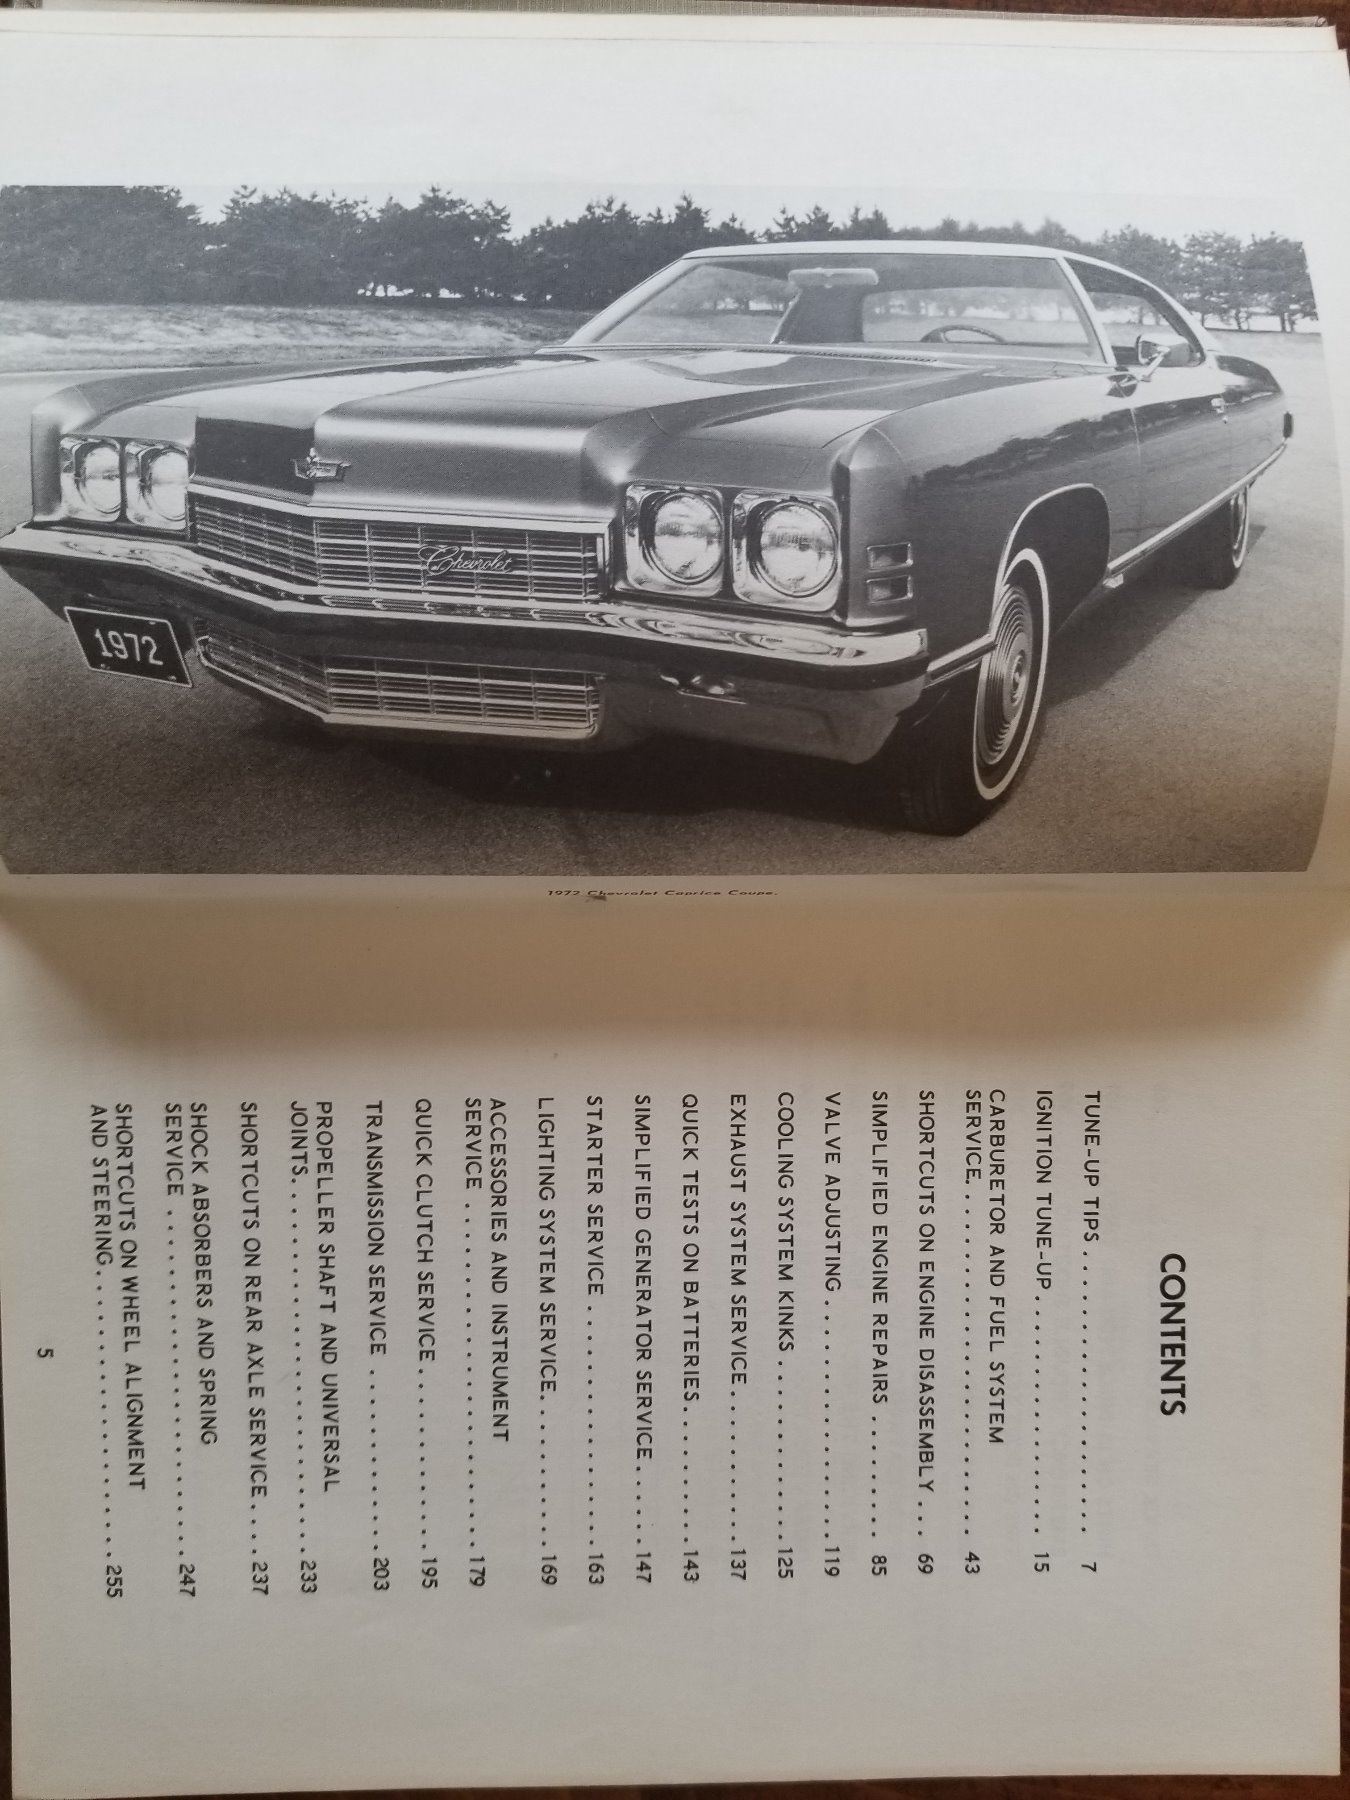 Chevrolet
1972
1972 Chevrolet Caprice Coupe.
CONTENTS
TUNE-UP TIPS . . . . . . . . . . . . . . . . . . . 7
IGNITION TUNE-UP . . . . . . . . . . . . . . . 15
CARBURETOR AND FUEL SYSTEM
SERVICE. . . . . . . . . . . . . . . . . . . . . . 43
SHORTCUTS ON ENGINE DISASSEMBLY . . . 69
SIMPLIFIED ENGINE REPAIRS . . . . . . . . 85
VALVE ADJUSTING . . . . . . . . . . . . . . . 119
COOLING SYSTEM KINKS . . . . . . . . . . . 125
EXHAUST SYSTEM SERVICE . . . . . . . . . . 137
QUICK TESTS ON BATTERIES. . . . . . . . . 143
SIMPLIFIED GENERATOR SERVICE . . . . . 147
STARTER SERVICE . . . . . . . . . . . . . . . 163
LIGHTING SYSTEM SERVICE. . . . . . . . . . 169
ACCESSORIES AND INSTRUMENT
SERVICE . . . . . . . . . . . . . . . . . . . . . 179
QUICK CLUTCH SERVICE . . . . . . . . . . . 195
TRANSMISSION SERVICE . . . . . . . . . . . 203
PROPELLER SHAFT AND UNIVERSAL
JOINTS. . . . . . . . . . . . . . . . . . . . . . 233
SHORTCUTS ON REAR AXLE SERVICE . . . 237
SHOCK ABSORBERS AND SPRING
SERVICE . . . . . . . . . . . . . . . . . . . . . 247
SHORTCUTS ON WHEEL ALIGNMENT
AND STEERING. . . . . . . . . . . . . . . . . 255
5